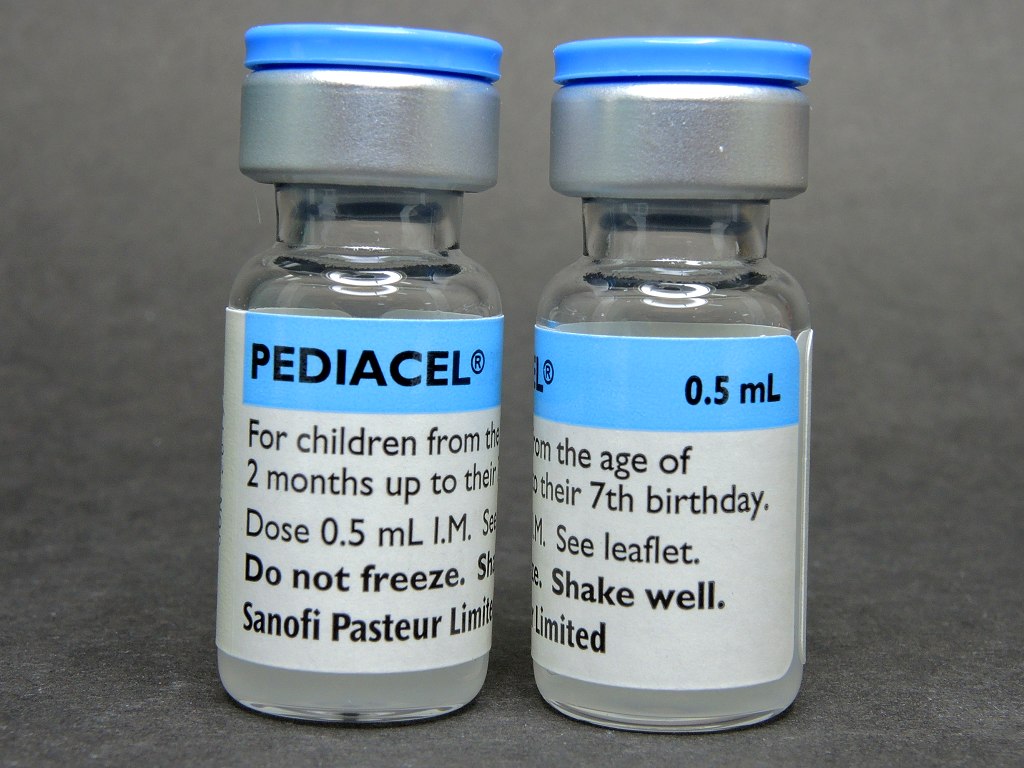 PEDIACEL®
For children from the
2 months up to their
Dose 0.5 mL I.M. See
Do not freeze. Sh
Sanofi Pasteur Limite
EL® 0.5 mL
om the age of
o their 7th birthday.
M. See leaflet.
e. Shake well.
Limited